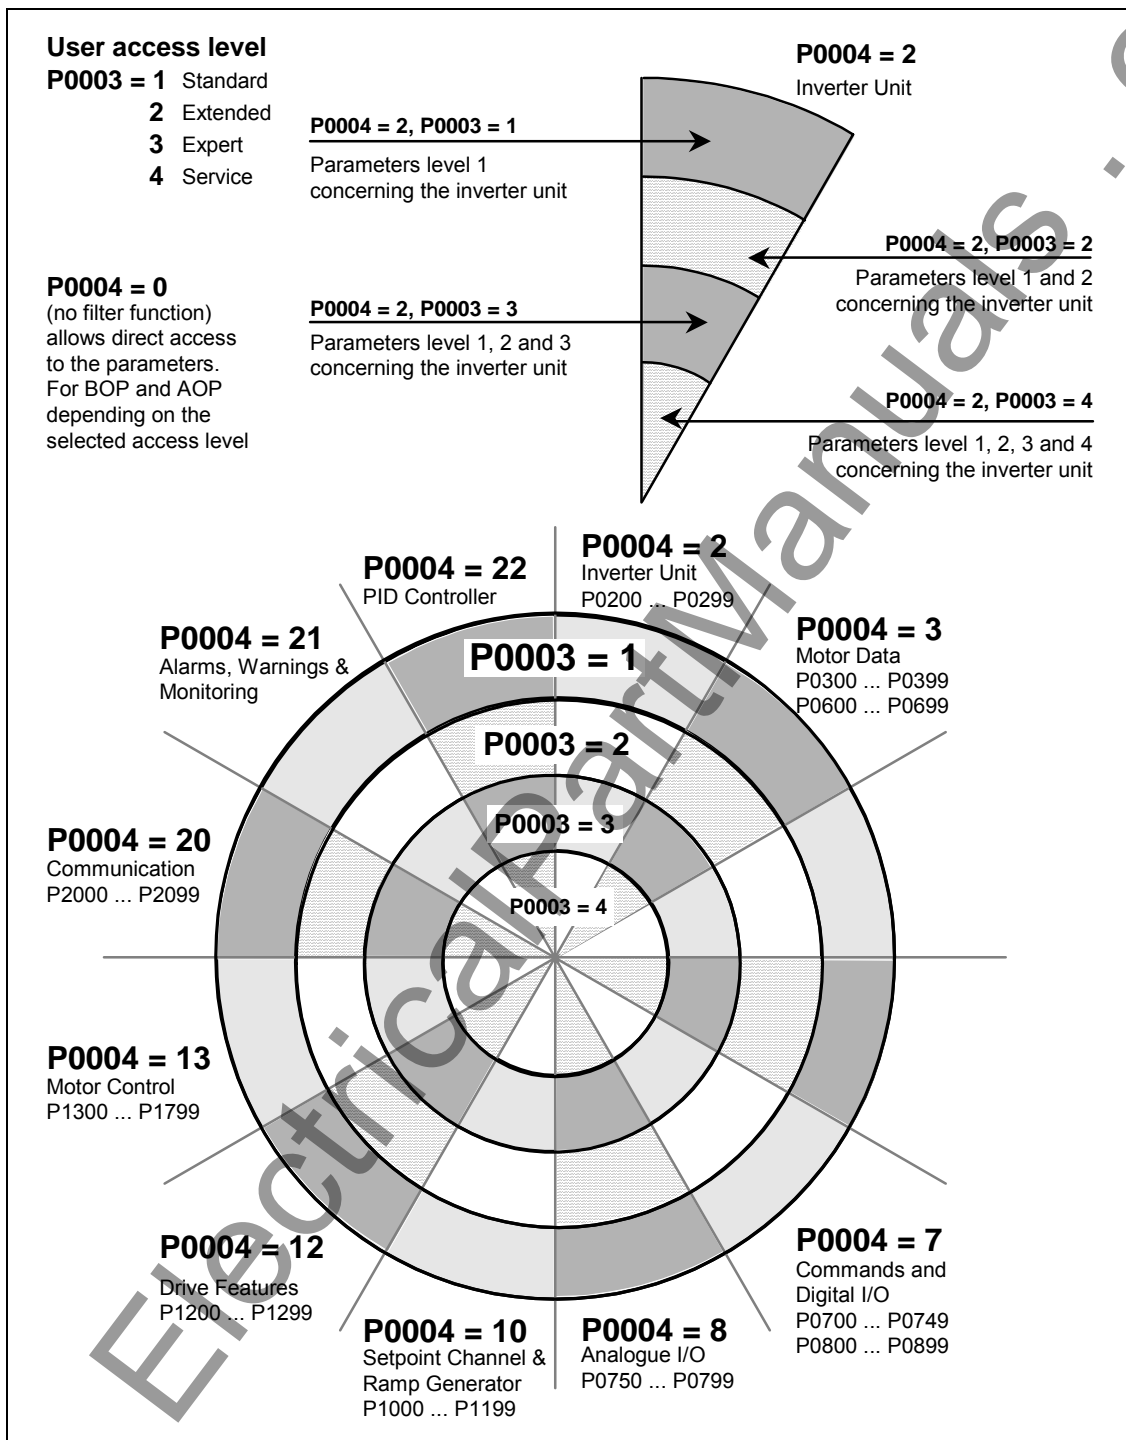 User access level
P0003 = 1 Standard
2 Extended
3 Expert
4 Service
P0004 = 0
(no filter function)
allows direct access
to the parameters.
For BOP and AOP
depending on the
selected access level
P0004 = 2
Inverter Unit
P0004 = 2, P0003 = 1
Parameters level 1
concerning the inverter unit
P0004 = 2, P0003 = 2
Parameters level 1 and 2
concerning the inverter unit
P0004 = 2, P0003 = 3
Parameters level 1, 2 and 3
concerning the inverter unit
P0004 = 2, P0003 = 4
Parameters level 1, 2, 3 and 4
concerning the inverter unit
P0004 = 22
PID Controller
P0004 = 2
Inverter Unit
P0200 ... P0299
P0004 = 21
Alarms, Warnings &
Monitoring
P0004 = 3
Motor Data
P0300 ... P0399
P0600 ... P0699
P0003 = 1
P0003 = 2
P0003 = 3
P0003 = 4
P0004 = 20
Communication
P2000 ... P2099
P0004 = 13
Motor Control
P1300 ... P1799
P0004 = 12
Drive Features
P1200 ... P1299
P0004 = 10
Setpoint Channel &
Ramp Generator
P1000 ... P1199
P0004 = 8
Analogue I/O
P0750 ... P0799
P0004 = 7
Commands and
Digital I/O
P0700 ... P0749
P0800 ... P0899
ElectricalPartManuals .